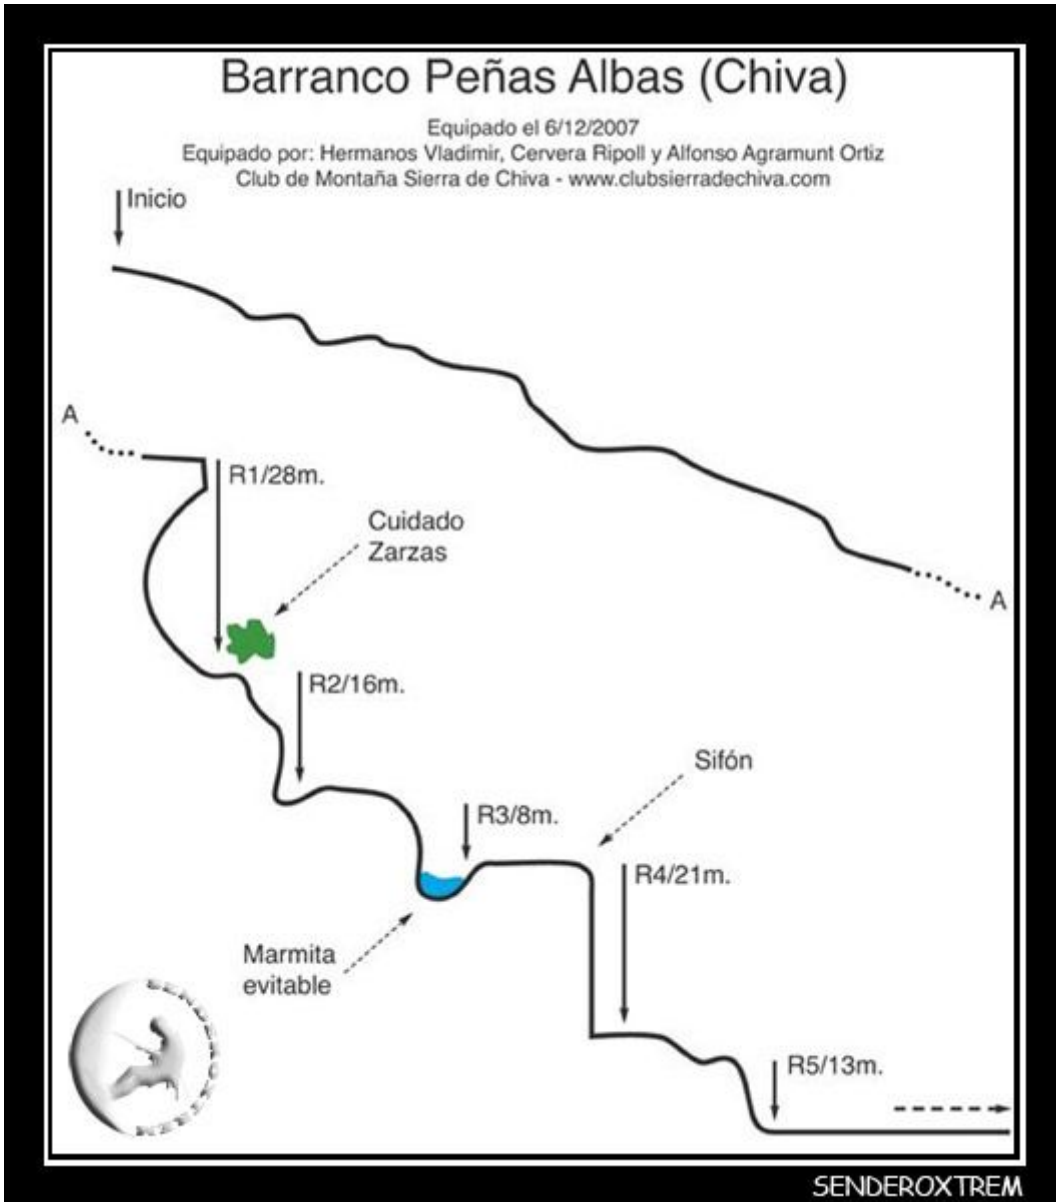 Barranco Peñas Albas (Chiva)
Equipado el 6/12/2007
Equipado por: Hermanos Vladimir, Cervera Ripoll y Alfonso Agramunt Ortiz
Club de Montaña Sierra de Chiva - www.clubsierradechiva.com
Inicio
A
R1/28m.
Cuidado
Zarzas
A
R2/16m.
Sifón
R3/8m.
R4/21m.
Marmita
evitable
R5/13m.
SENDEROXTREM